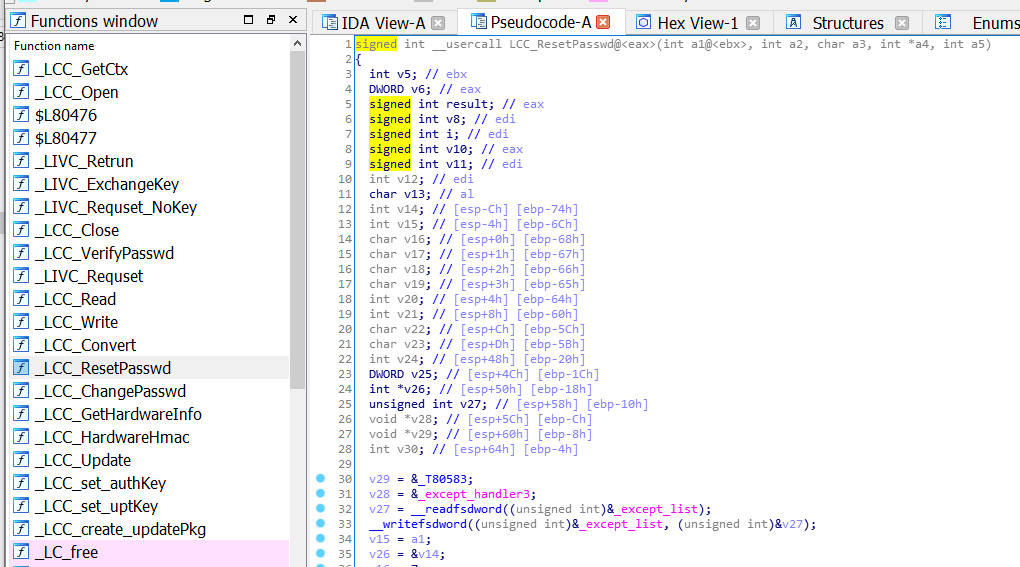 Functions window
IDA View-A
Pseudocode-A
Hex View-1
Structures
Enums
Function name
_LCC_GetCtx
_LCC_Open
$L80476
$L80477
_LIVC_Retrun
_LIVC_ExchangeKey
_LIVC_Requset_NoKey
_LCC_Close
_LCC_VerifyPasswd
_LIVC_Requset
_LCC_Read
_LCC_Write
_LCC_Convert
_LCC_ResetPasswd
_LCC_ChangePasswd
_LCC_GetHardwareInfo
_LCC_HardwareHmac
_LCC_Update
_LCC_set_authKey
_LCC_set_uptKey
_LCC_create_updatePkg
_LC_free
1 signed int __usercall LCC_ResetPasswd@<eax>(int a1@<ebx>, int a2, char a3, int *a4, int a5)
2 {
3 int v5; // ebx
4 DWORD v6; // eax
5 signed int result; // eax
6 signed int v8; // edi
7 signed int i; // edi
8 signed int v10; // eax
9 signed int v11; // edi
10 int v12; // edi
11 char v13; // al
12 int v14; // [esp-Ch] [ebp-74h]
13 int v15; // [esp-4h] [ebp-6Ch]
14 char v16; // [esp+0h] [ebp-68h]
15 char v17; // [esp+1h] [ebp-67h]
16 char v18; // [esp+2h] [ebp-66h]
17 char v19; // [esp+3h] [ebp-65h]
18 int v20; // [esp+4h] [ebp-64h]
19 int v21; // [esp+8h] [ebp-60h]
20 char v22; // [esp+Ch] [ebp-5Ch]
21 char v23; // [esp+Dh] [ebp-5Bh]
22 int v24; // [esp+48h] [ebp-20h]
23 DWORD v25; // [esp+4Ch] [ebp-1Ch]
24 int *v26; // [esp+50h] [ebp-18h]
25 unsigned int v27; // [esp+58h] [ebp-10h]
26 void *v28; // [esp+5Ch] [ebp-Ch]
27 void *v29; // [esp+60h] [ebp-8h]
28 int v30; // [esp+64h] [ebp-4h]
29
30 v29 = &_T80583;
31 v28 = &_except_handler3;
32 v27 = __readfsdword((unsigned int)&_except_list);
33 __writefsdword((unsigned int)&_except_list, (unsigned int)&v27);
34 v15 = a1;
35 v26 = &v14;